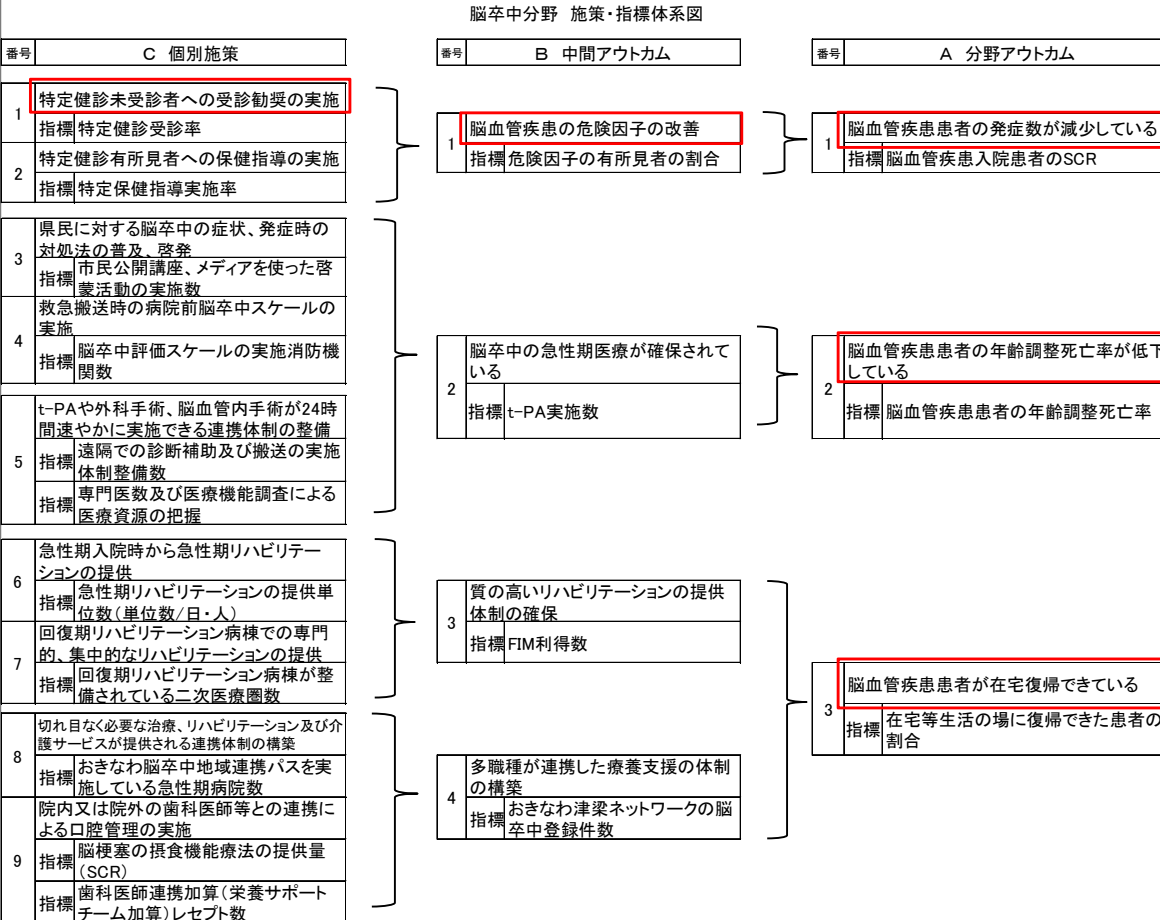 脳卒中分野 施策・指標体系図
番号 C 個別施策
1
特定健診未受診者への受診勧奨の実施
指標 特定健診受診率
2
特定健診有所見者への保健指導の実施
指標 特定保健指導実施率
3
県民に対する脳卒中の症状、発症時の
対処法の普及、啓発
指標 市民公開講座、メディアを使った啓
蒙活動の実施数
4
救急搬送時の病院前脳卒中スケールの
実施
指標 脳卒中評価スケールの実施消防機
関数
5
t-PAや外科手術、脳血管内手術が24時
間速やかに実施できる連携体制の整備
指標 遠隔での診断補助及び搬送の実施
体制整備数
指標 専門医数及び医療機能調査による
医療資源の把握
6
急性期入院時から急性期リハビリテー
ションの提供
指標 急性期リハビリテーションの提供単
位数(単位数/日・人)
7
回復期リハビリテーション病棟での専門
的、集中的なリハビリテーションの提供
指標 回復期リハビリテーション病棟が整
備されている二次医療圏数
8
切れ目なく必要な治療、リハビリテーション及び介
護サービスが提供される連携体制の構築
指標 おきなわ脳卒中地域連携パスを実
施している急性期病院数
9
院内又は院外の歯科医師等との連携に
よる口腔管理の実施
指標 脳梗塞の摂食機能療法の提供量
(SCR)
指標 歯科医師連携加算(栄養サポート
チーム加算)レセプト数
番号 B 中間アウトカム
1
脳血管疾患の危険因子の改善
指標 危険因子の有所見者の割合
2
脳卒中の急性期医療が確保されて
いる
指標 t-PA実施数
3
質の高いリハビリテーションの提供
体制の確保
指標 FIM利得数
4
多職種が連携した療養支援の体制
の構築
指標 おきなわ津梁ネットワークの脳
卒中登録件数
番号 A 分野アウトカム
1
脳血管疾患患者の発症数が減少している
指標 脳血管疾患入院患者のSCR
2
脳血管疾患患者の年齢調整死亡率が低下
している
指標 脳血管疾患患者の年齢調整死亡率
3
脳血管疾患患者が在宅復帰できている
指標 在宅等生活の場に復帰できた患者の
割合